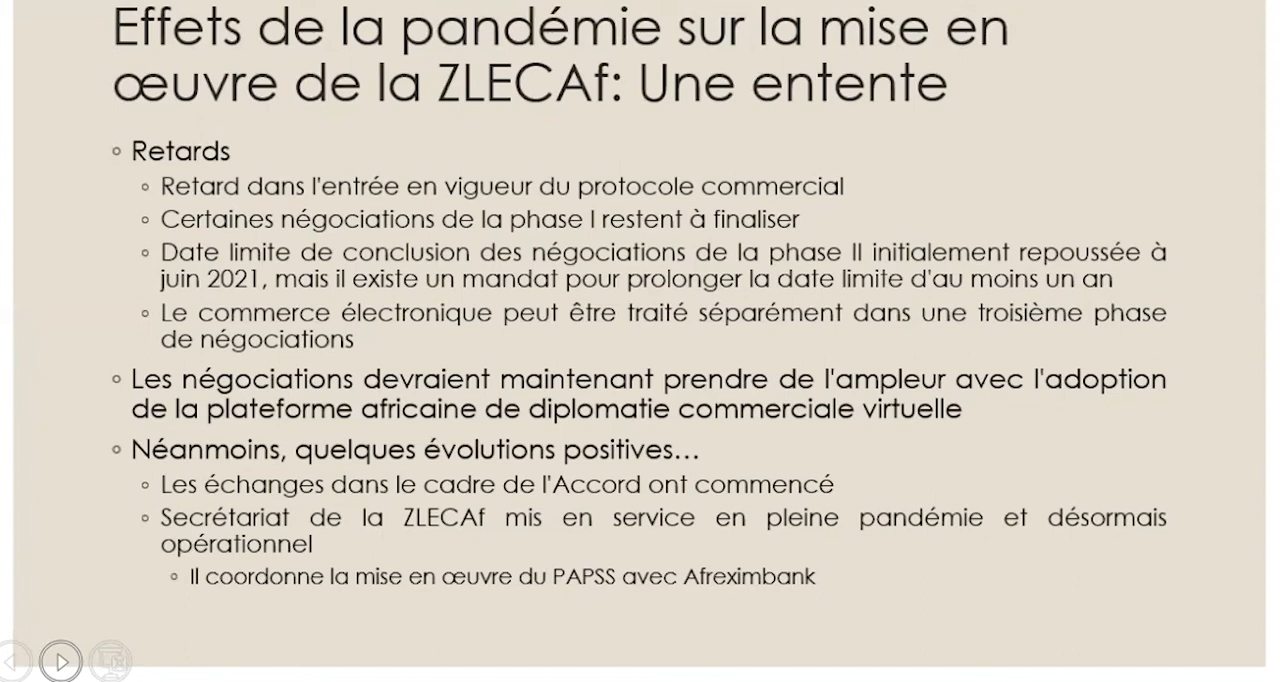 Effets de la pandémie sur la mise en
œuvre de la ZLECAf: Une entente
◦ Retards
◦ Retard dans l'entrée en vigueur du protocole commercial
◦ Certaines négociations de la phase I restent à finaliser
◦ Date limite de conclusion des négociations de la phase II initialement repoussée à
juin 2021, mais il existe un mandat pour prolonger la date limite d'au moins un an
◦ Le commerce électronique peut être traité séparément dans une troisième phase
de négociations
◦ Les négociations devraient maintenant prendre de l'ampleur avec l'adoption
de la plateforme africaine de diplomatie commerciale virtuelle
◦ Néanmoins, quelques évolutions positives...
◦ Les échanges dans le cadre de l'Accord ont commencé
◦ Secrétariat de la ZLECAf mis en service en pleine pandémie et désormais
opérationnel
◦ Il coordonne la mise en œuvre du PAPSS avec Afreximbank